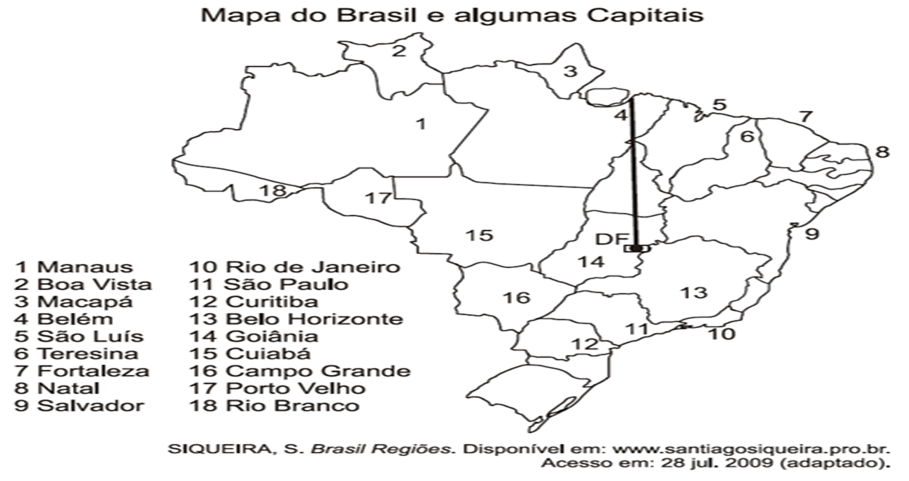 Mapa do Brasil e algumas Capitais
2
3
4
5
7
1
6
8
18
17
15
DF
9
14
16
13
11
10
12
1 Manaus
2 Boa Vista
3 Macapá
4 Belém
5 São Luís
6 Teresina
7 Fortaleza
8 Natal
9 Salvador
10 Rio de Janeiro
11 São Paulo
12 Curitiba
13 Belo Horizonte
14 Goiânia
15 Cuiabá
16 Campo Grande
17 Porto Velho
18 Rio Branco
SIQUEIRA, S. Brasil Regiões. Disponível em: www.santiagosiqueira.pro.br.
Acesso em: 28 jul. 2009 (adaptado).